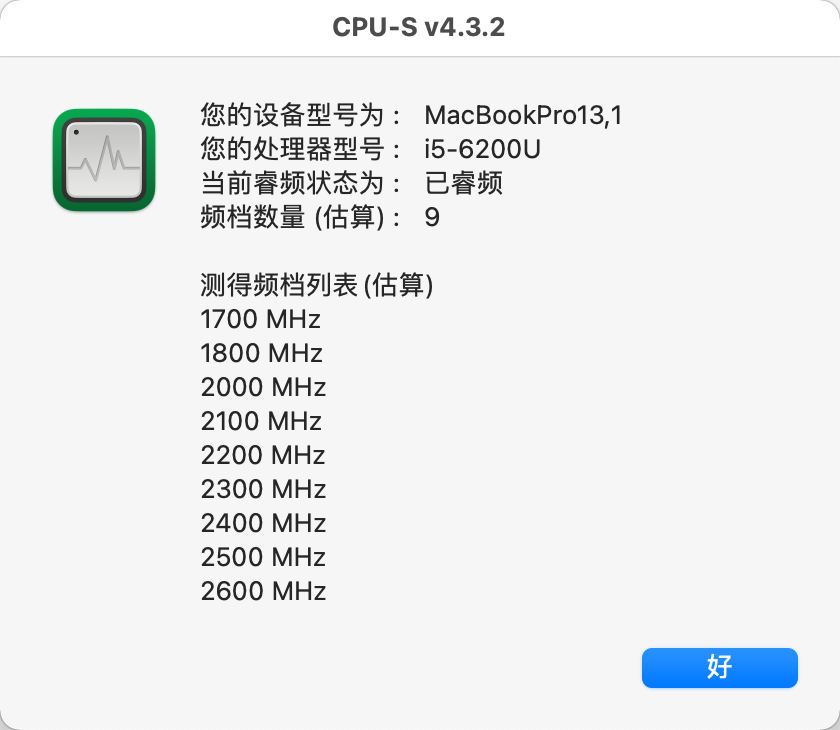 CPU-S v4.3.2
您的设备型号为： MacBookPro13,1
您的处理器型号： i5-6200U
当前睿频状态为： 已睿频
频档数量 (估算)： 9
测得频档列表 (估算)
1700 MHz
1800 MHz
2000 MHz
2100 MHz
2200 MHz
2300 MHz
2400 MHz
2500 MHz
2600 MHz
好